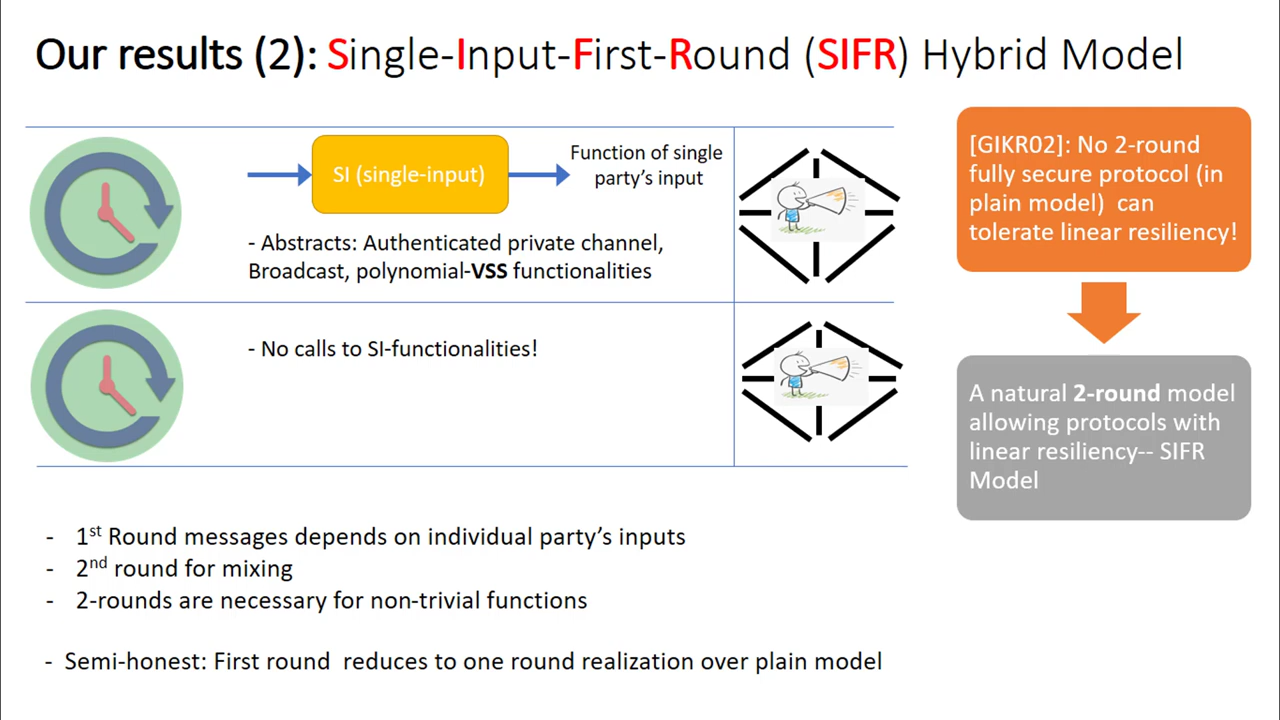 Our results (2): Single-Input-First-Round (SIFR) Hybrid Model
SI (single-input)
Function of single
party's input
- Abstracts: Authenticated private channel,
Broadcast, polynomial-VSS functionalities
- No calls to SI-functionalities!
[GIKR02]: No 2-round
fully secure protocol (in
plain model) can
tolerate linear resiliency!
A natural 2-round model
allowing protocols with
linear resiliency-- SIFR
Model
- 1st Round messages depends on individual party's inputs
- 2nd round for mixing
- 2-rounds are necessary for non-trivial functions
- Semi-honest: First round reduces to one round realization over plain model